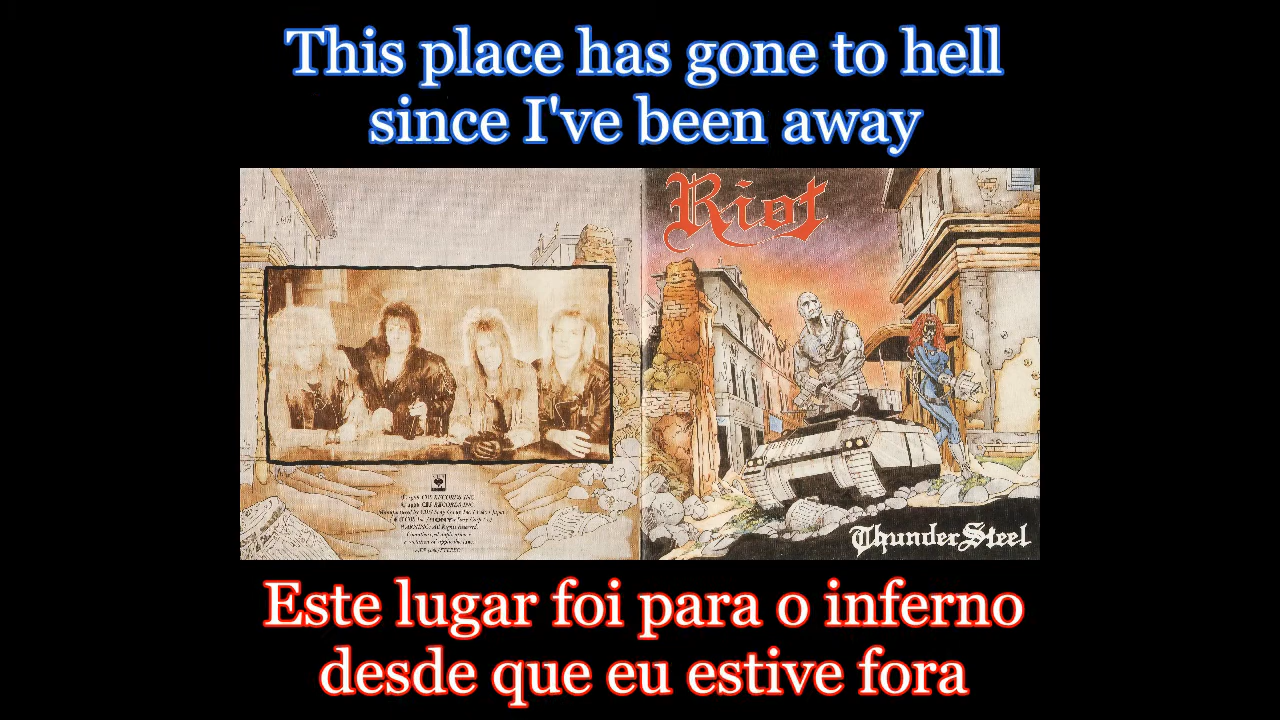 This place has gone to hell
since I've been away
Riot
ThunderSteel
Este lugar foi para o inferno
desde que eu estive fora